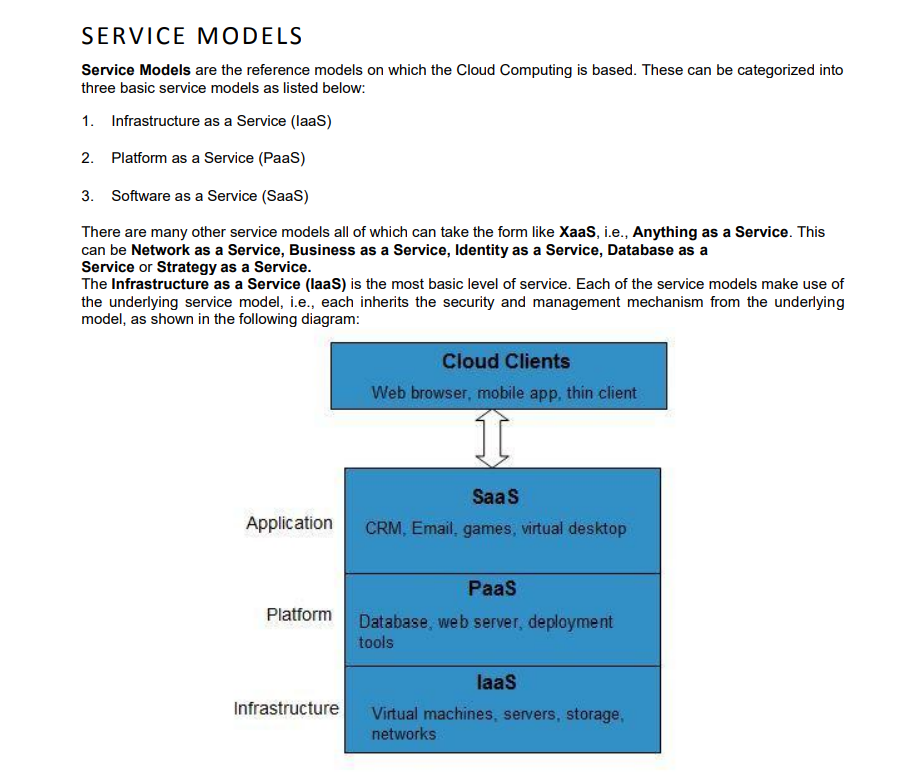 SERVICE MODELS
Service Models are the reference models on which the Cloud Computing is based. These can be categorized into
three basic service models as listed below:
1. Infrastructure as a Service (IaaS)
2. Platform as a Service (PaaS)
3. Software as a Service (SaaS)
There are many other service models all of which can take the form like XaaS, i.e., Anything as a Service. This
can be Network as a Service, Business as a Service, Identity as a Service, Database as a
Service or Strategy as a Service.
The Infrastructure as a Service (IaaS) is the most basic level of service. Each of the service models make use of
the underlying service model, i.e., each inherits the security and management mechanism from the underlying
model, as shown in the following diagram:
Cloud Clients
Web browser, mobile app, thin client
SaaS
Application
CRM, Email, games, virtual desktop
PaaS
Platform
Database, web server, deployment
tools
IaaS
Infrastructure
Virtual machines, servers, storage,
networks